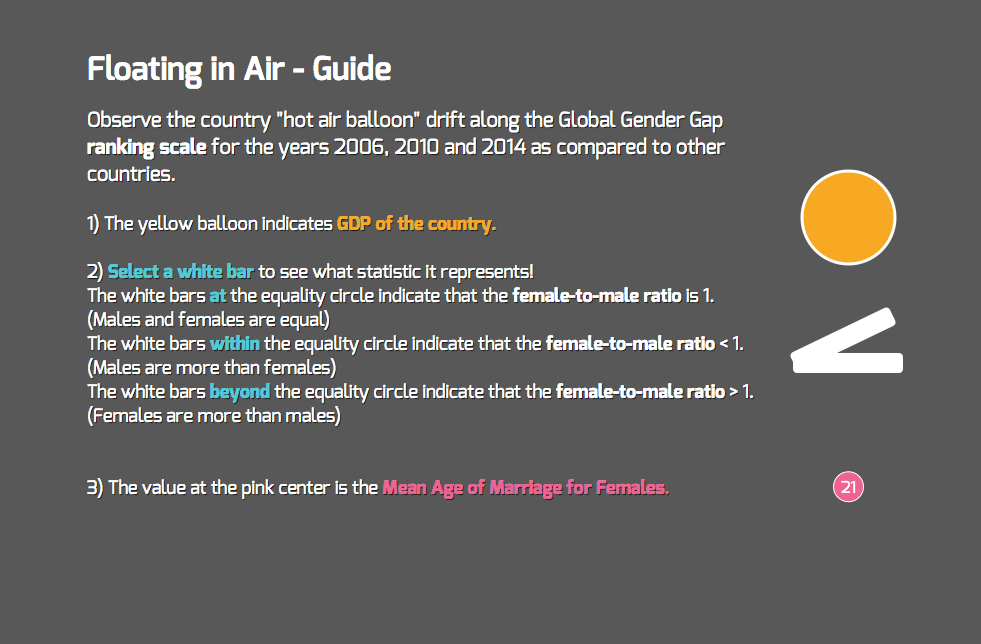 Floating in Air - Guide
Observe the country "hot air balloon" drift along the Global Gender Gap
ranking scale for the years 2006, 2010 and 2014 as compared to other
countries.
1) The yellow balloon indicates GDP of the country.
2) Select a white bar to see what statistic it represents!
The white bars at the equality circle indicate that the female-to-male ratio is 1.
(Males and females are equal)
The white bars within the equality circle indicate that the female-to-male ratio < 1.
(Males are more than females)
The white bars beyond the equality circle indicate that the female-to-male ratio > 1.
(Females are more than males)
3) The value at the pink center is the Mean Age of Marriage for Females.
21